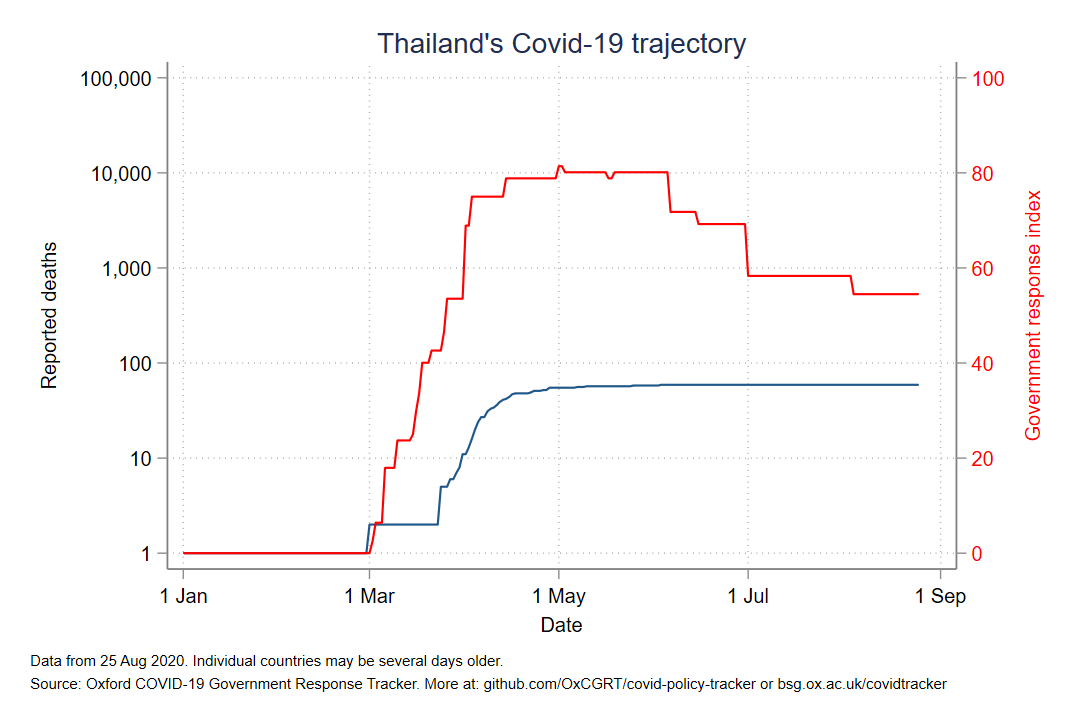 Thailand's Covid-19 trajectory
100,000
10,000
1,000
100
10
1
Reported deaths
100
80
60
40
20
0
Government response index
1 Jan
1 Mar
1 May
1 Jul
1 Sep
Date
Data from 25 Aug 2020. Individual countries may be several days older.
Source: Oxford COVID-19 Government Response Tracker. More at: github.com/OxCGRT/covid-policy-tracker or bsg.ox.ac.uk/covidtracker